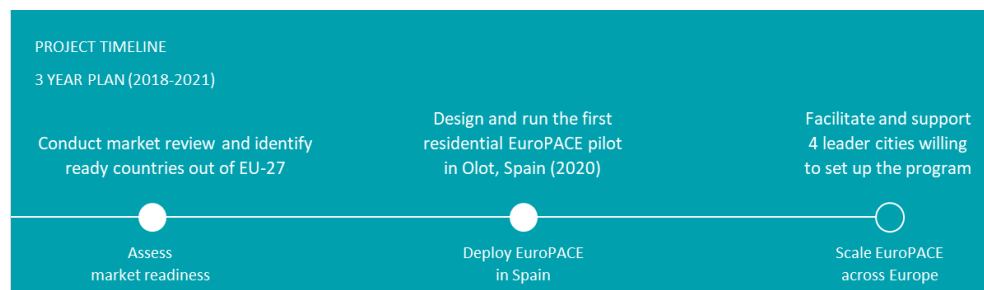 PROJECT TIMELINE
3 YEAR PLAN (2018-2021)
Conduct market review and identify
ready countries out of EU-27
Design and run the first
residential EuroPACE pilot
in Olot, Spain (2020)
Facilitate and support
4 leader cities willing
to set up the program
Assess
market readiness
Deploy EuroPACE
in Spain
Scale EuroPACE
across Europe